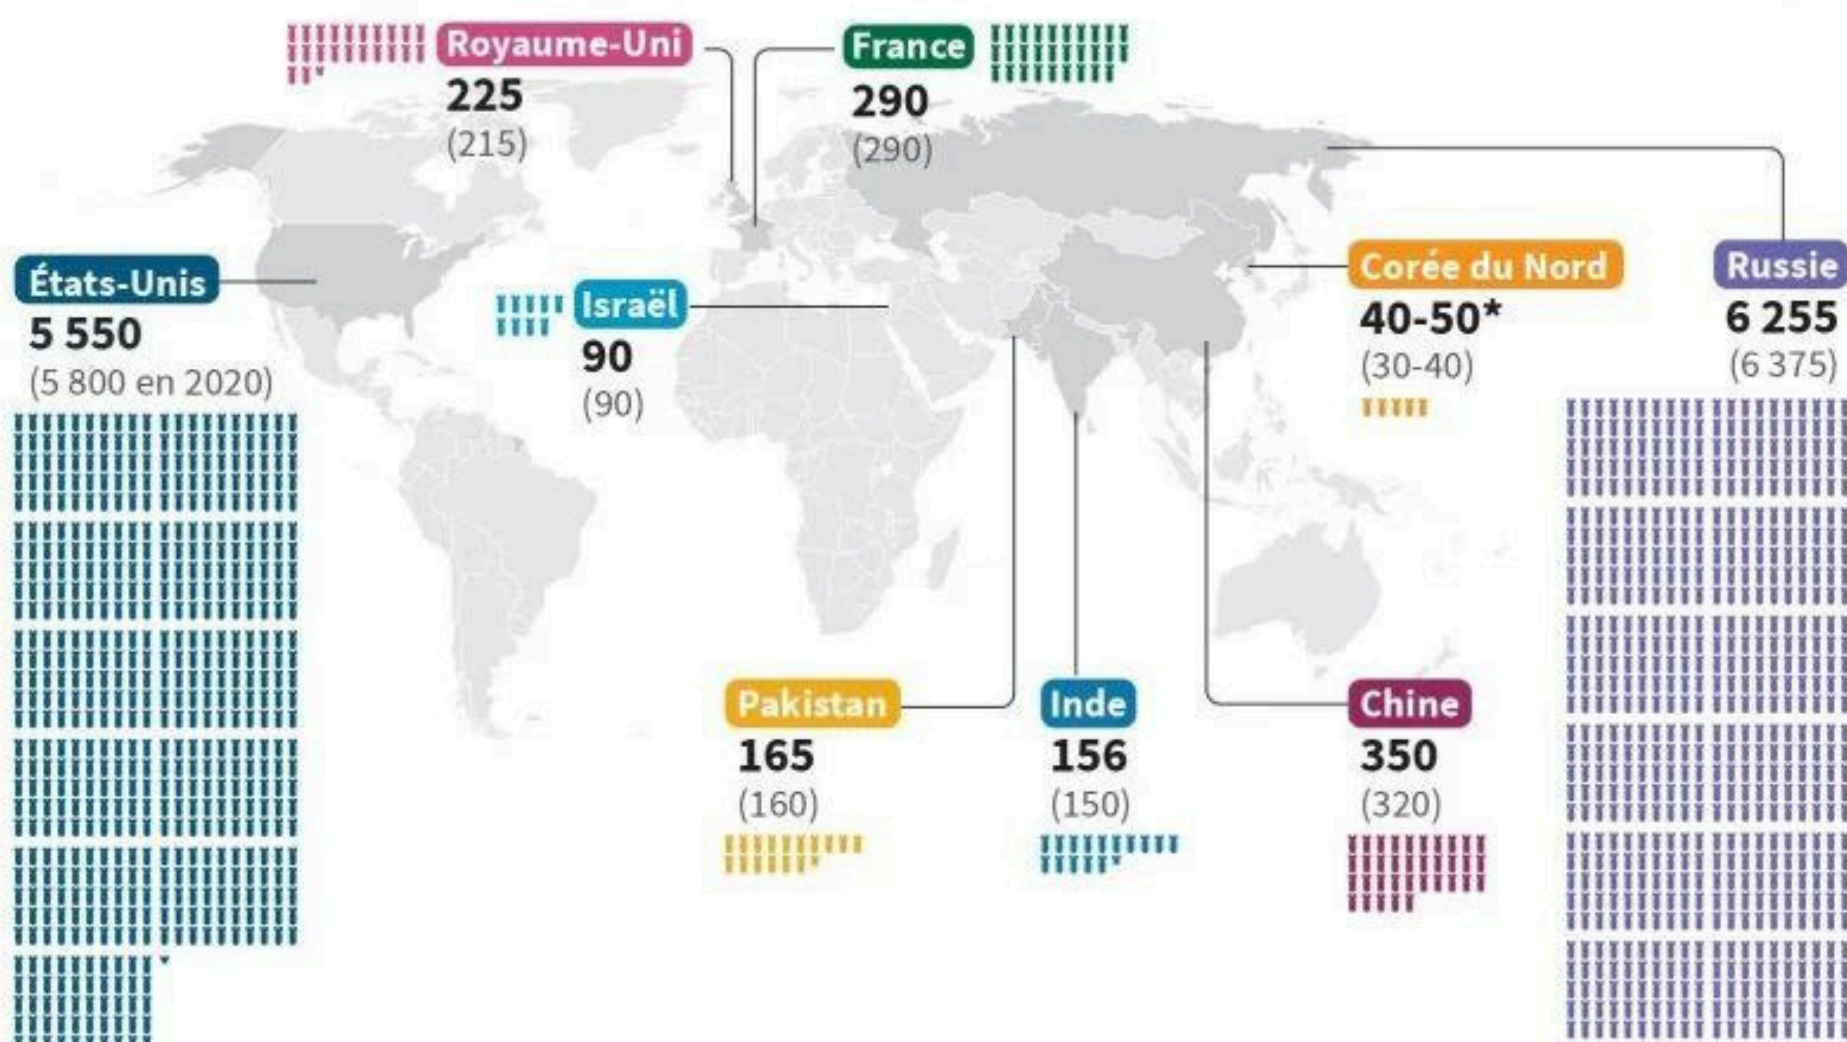 Royaume-Uni
225
(215)
France
290
(290)
États-Unis
5 550
(5 800 en 2020)
Israël
90
(90)
Corée du Nord
40-50*
(30-40)
Russie
6 255
(6 375)
Pakistan
165
(160)
Inde
156
(150)
Chine
350
(320)